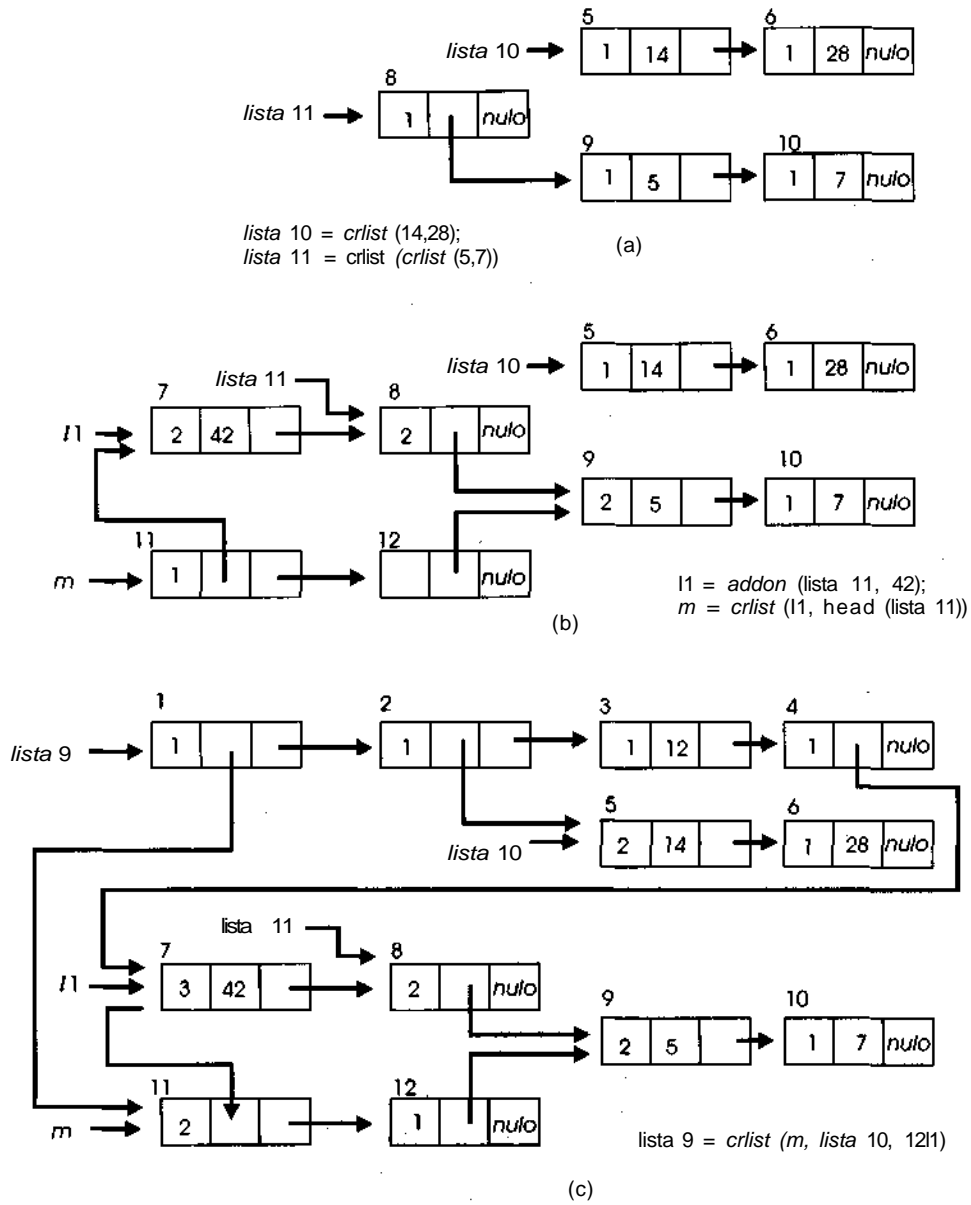 5 6
lista 10 1 14 1 28 nulo
8
lista 11 1 nulo
9 10
1 5 1 7 nulo
lista 10 = crlist (14,28);
lista 11 = crlist (crlist (5,7))
(a)
5 6
lista 10 1 14 1 28 nulo
lista 11
7 8
l1 2 42 2 nulo
9 10
2 5 1 7 nulo
11 12
m 1 nulo
l1 = addon (lista 11, 42);
m = crlist (l1, head (lista 11))
(b)
1 2 3 4
lista 9 1 1 1 12 1 nulo
5 6
lista 10 2 14 1 28 nulo
lista 11
7 8
l1 3 42 2 nulo
9 10
2 5 1 7 nulo
11 12
m 2 1 nulo
lista 9 = crlist (m, lista 10, 12l1)
(c)